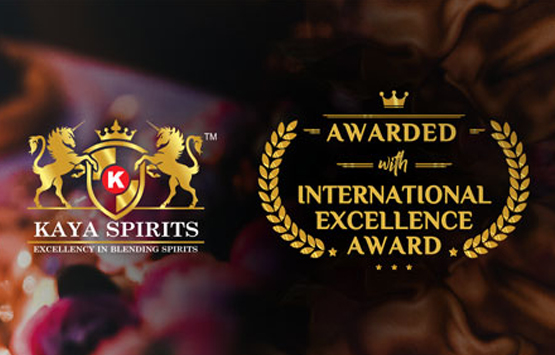 K
TM
KAYA SPIRITS
EXCELLENCY IN BLENDING SPIRITS
AWARDED
with
INTERNATIONAL
EXCELLENCE
AWARD